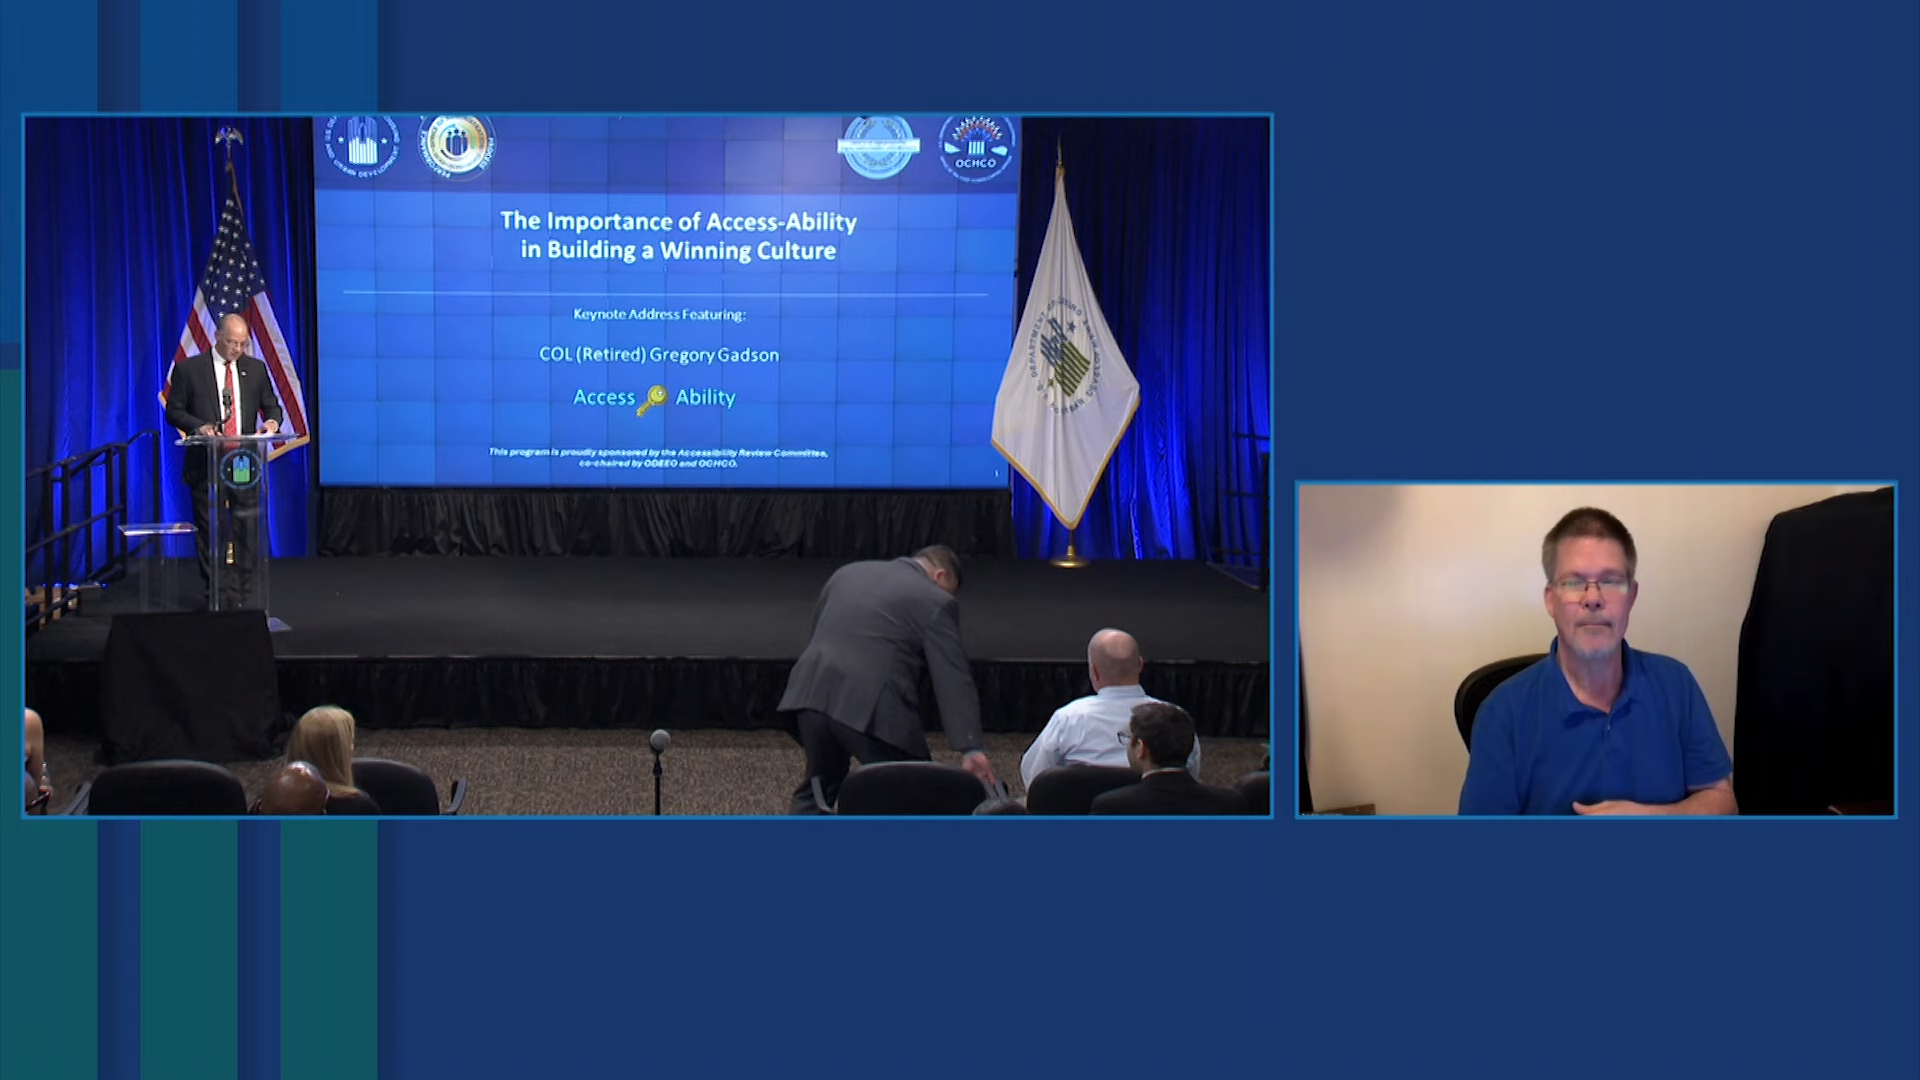 OCHCO
The Importance of Access-Ability
in Building a Winning Culture
Keynote Address Featuring:
COL (Retired) Gregory Gadson
Access Ability
This program is proudly sponsored by the Accessibility Review Committee,
co-chaired by ODEEO and OCHCO.
1